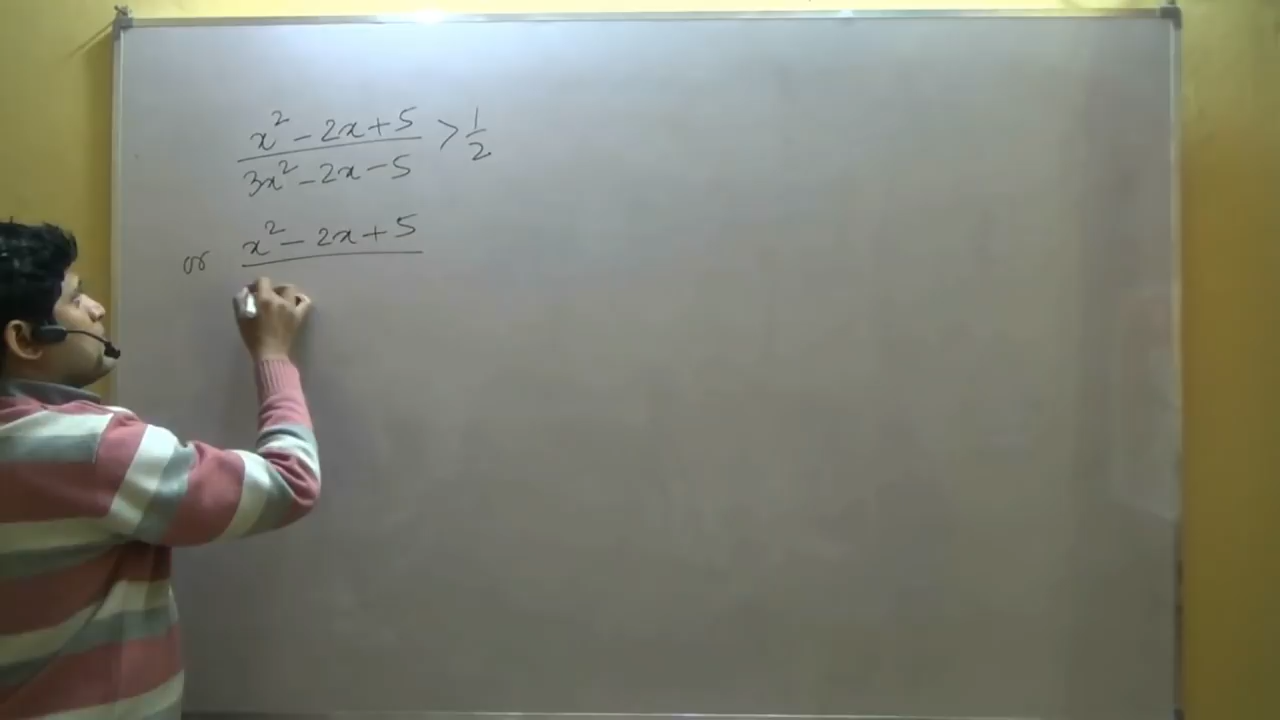 x² - 2x + 5 > 1
3x² - 2x - 5 2
or x² - 2x + 5